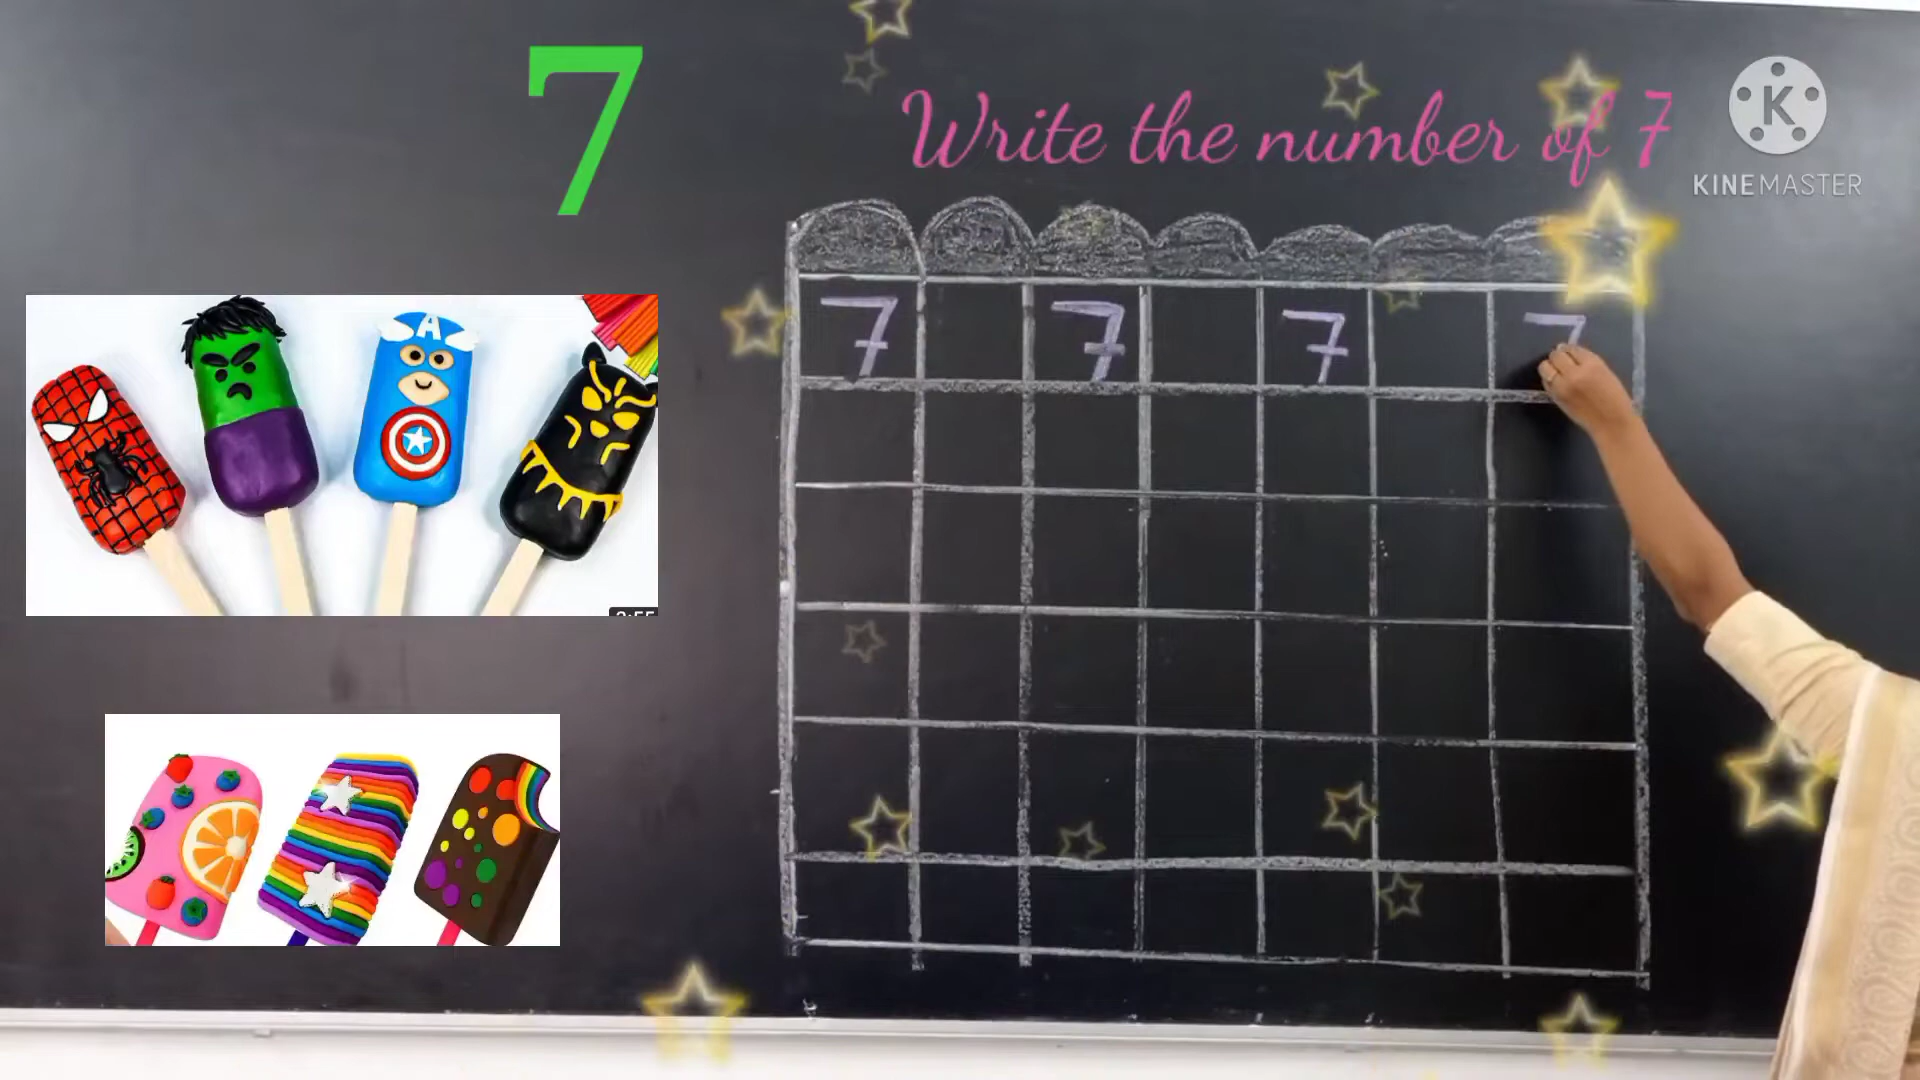 7
Write the number of 7
K
KINEMASTER
A
7 7 7 7